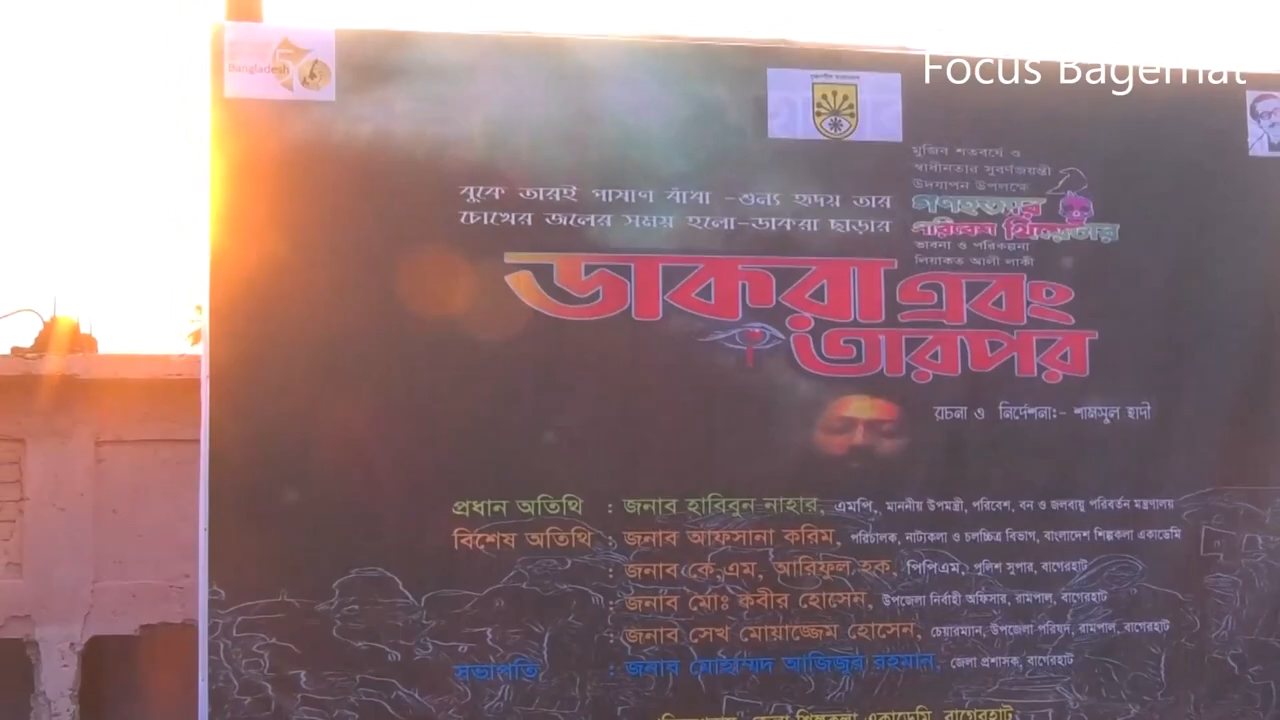 Focus Bagerhat
Bangladesh
মুজিব শতবর্ষে ও
স্বাধীনতার সুবর্ণজয়ন্তী
উদযাপন উপলক্ষে
গণহত্যার
পরিবেশ থিয়েটার
ভাবনা ও পরিকল্পনা
লিয়াকত আলী লাকী
বুকে তারই পাষাণ বাঁধা -শুন্য হৃদয় তার
চোখের জলের সময় হলো-ডাকরা ছাড়ার
ডাকরা এবং
তারপর
রচনা ও নির্দেশনা:- শামসুল হাদী
প্রধান অতিথি : জনাব হাবিবুন নাহার, এমপি, মাননীয় উপমন্ত্রী, পরিবেশ, বন ও জলবায়ু পরিবর্তন মন্ত্রণালয়
বিশেষ অতিথি : জনাব আফসানা করিম, পরিচালক, নাট্যকলা ও চলচ্চিত্র বিভাগ, বাংলাদেশ শিল্পকলা একাডেমি
: জনাব কে,এম, আরিফুল হক, পিপিএম, পুলিশ সুপার, বাগেরহাট
: জনাব মোঃ কবীর হোসেন, উপজেলা নির্বাহী অফিসার, রামপাল, বাগেরহাট
: জনাব সেখ মোয়াজ্জেম হোসেন, চেয়ারম্যান, উপজেলা পরিষদ, রামপাল, বাগেরহাট
সভাপতি : জনাব মোহাম্মদ আজিজুর রহমান, জেলা প্রশাসক, বাগেরহাট
জেলা শিল্পকলা একাডেমি, বাগেরহাট